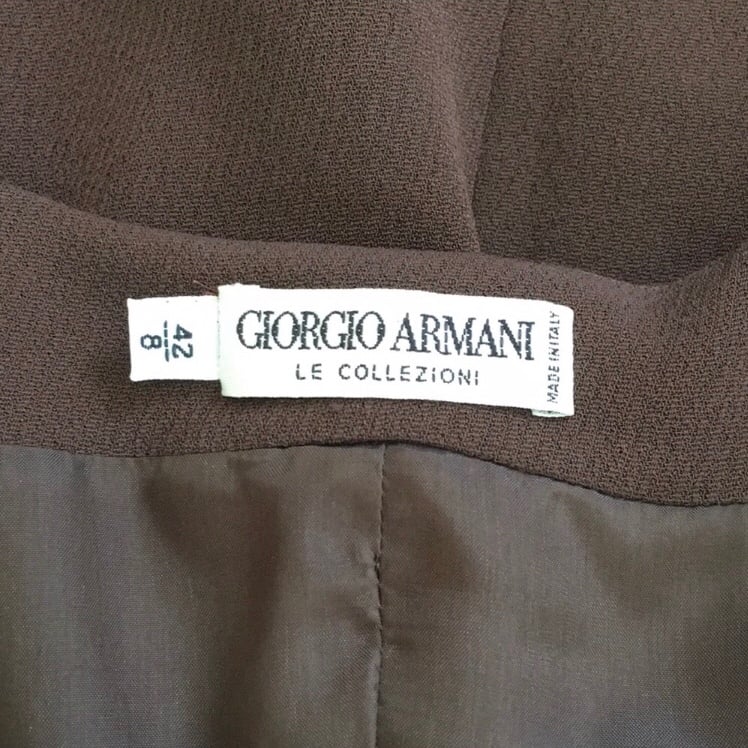 42
8
GIORGIO ARMANI
LE COLLEZIONI
MADE IN ITALY